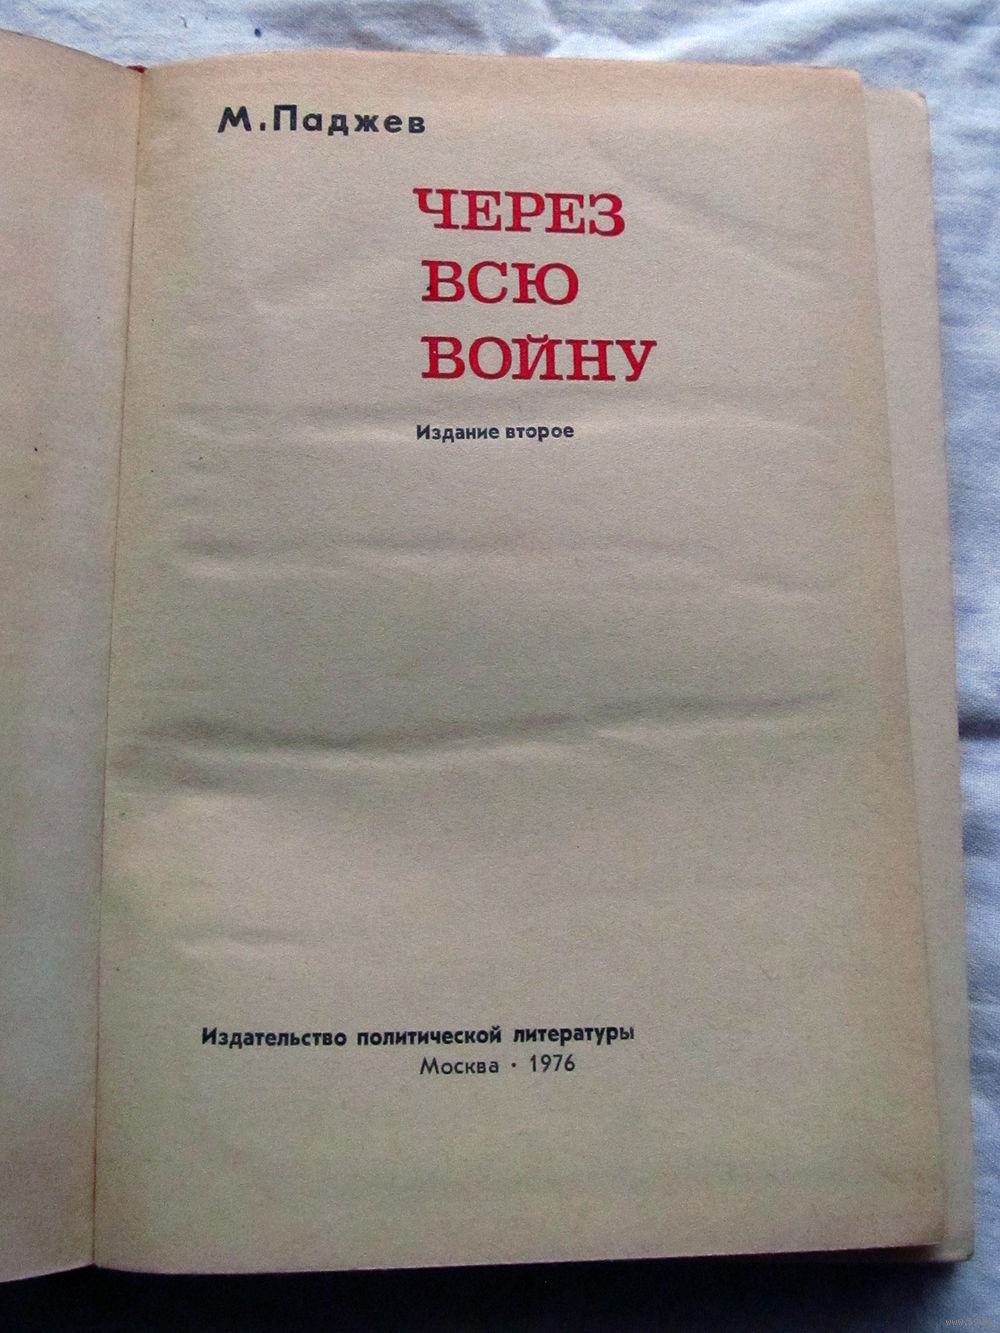 М. Паджев
ЧЕРЕЗ
ВСЮ
ВОЙНУ
Издание второе
Издательство политической литературы
Москва · 1976